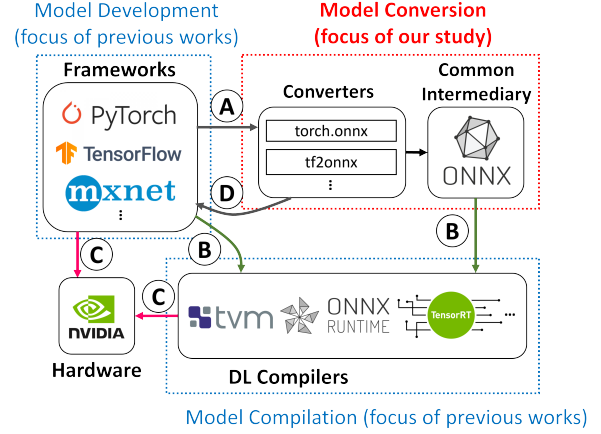 Model Development
(focus of previous works)
Model Conversion
(focus of our study)
Frameworks
PyTorch
TensorFlow
mxnet
⋮
A
D
Converters
torch.onnx
tf2onnx
⋮
Common
Intermediary
ONNX
C
B
B
NVIDIA
Hardware
C
tvm
ONNX
RUNTIME
TensorRT
...
DL Compilers
Model Compilation (focus of previous works)